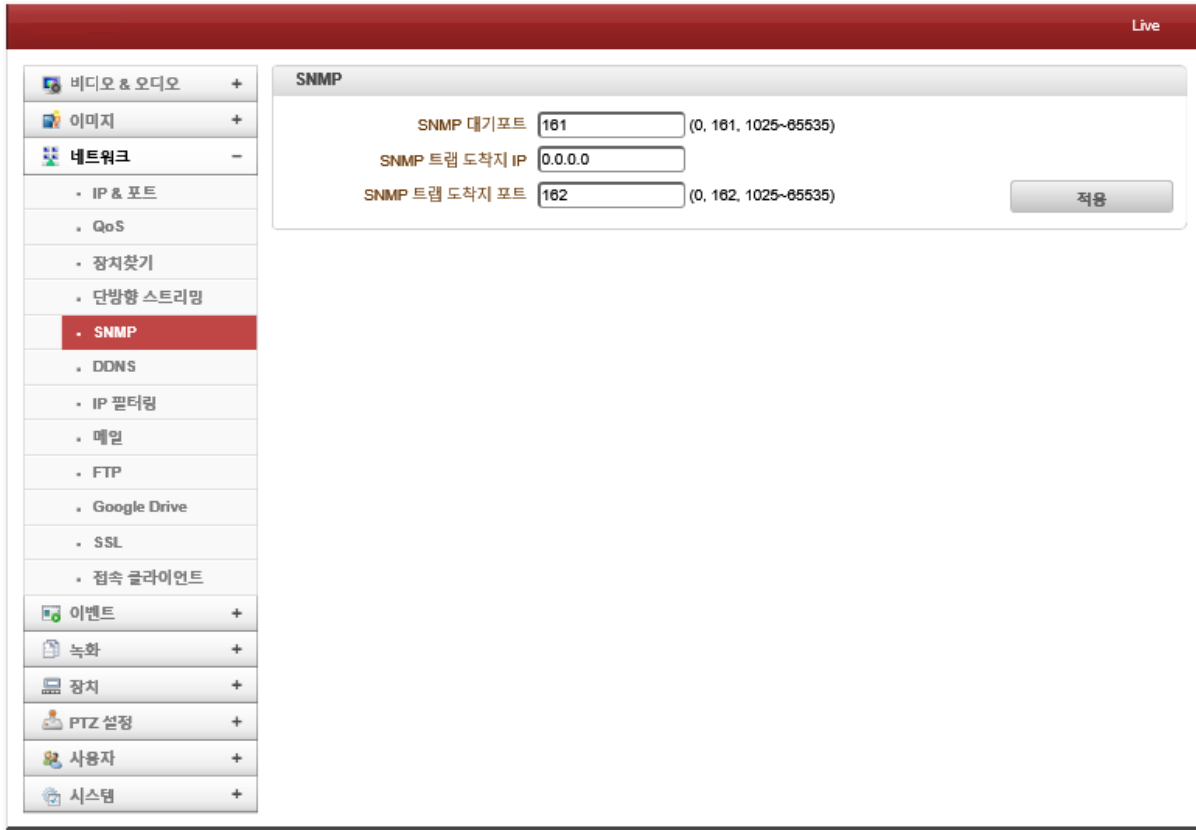 Live
비디오 & 오디오 +
이미지 +
네트워크 -
IP & 포트
QoS
장치찾기
단방향 스트리밍
SNMP
DDNS
IP 필터링
메일
FTP
Google Drive
SSL
접속 클라이언트
이벤트 +
녹화 +
장치 +
PTZ 설정 +
사용자 +
시스템 +
SNMP
SNMP 대기포트 161 (0, 161, 1025~65535)
SNMP 트랩 도착지 IP 0.0.0.0
SNMP 트랩 도착지 포트 162 (0, 162, 1025~65535)
적용